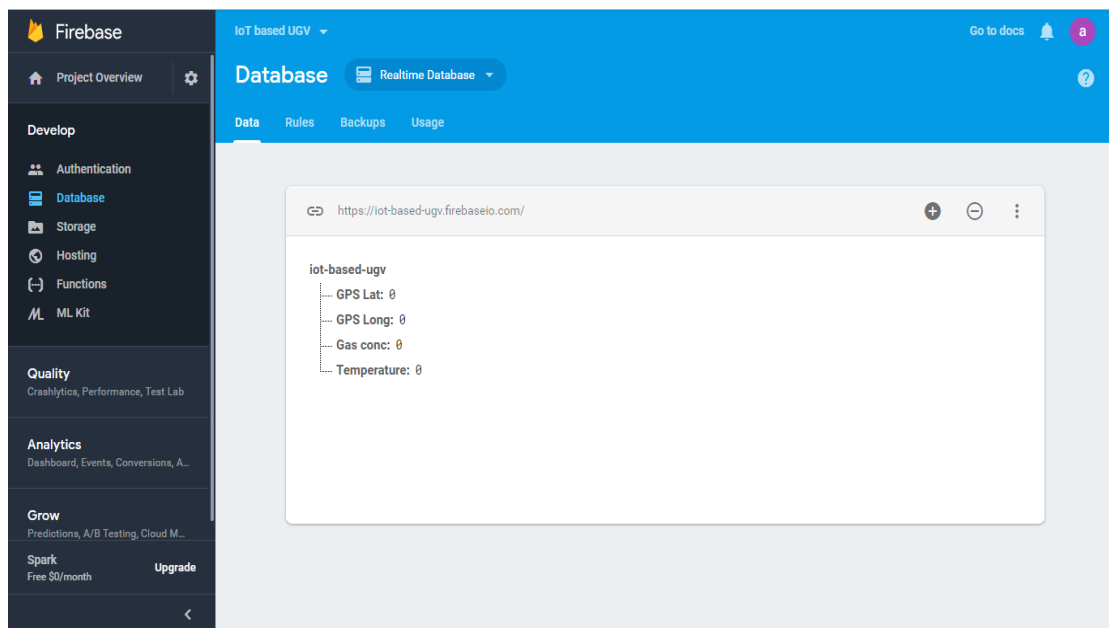 Firebase
Project Overview
Develop
Authentication
Database
Storage
Hosting
Functions
ML Kit
Quality
Crashlytics, Performance, Test Lab
Analytics
Dashboard, Events, Conversions, A...
Grow
Predictions, A/B Testing, Cloud M...
Spark
Free $0/month
Upgrade
IoT based UGV
Go to docs
a
Database
Realtime Database
Data Rules Backups Usage
https://iot-based-ugv.firebaseio.com/
iot-based-ugv
GPS Lat: 0
GPS Long: 0
Gas conc: 0
Temperature: 0